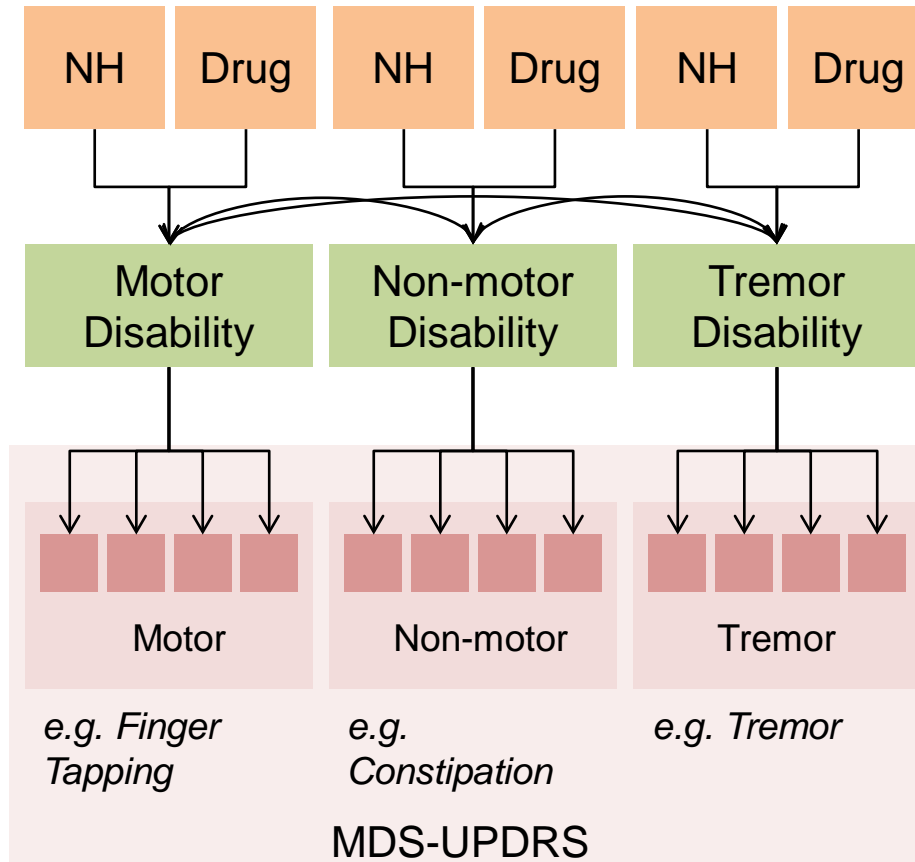 NH
Drug
NH
Drug
NH
Drug
Motor
Disability
Non-motor
Disability
Tremor
Disability
Motor
Non-motor
Tremor
e.g. Finger
Tapping
e.g.
Constipation
e.g. Tremor
MDS-UPDRS